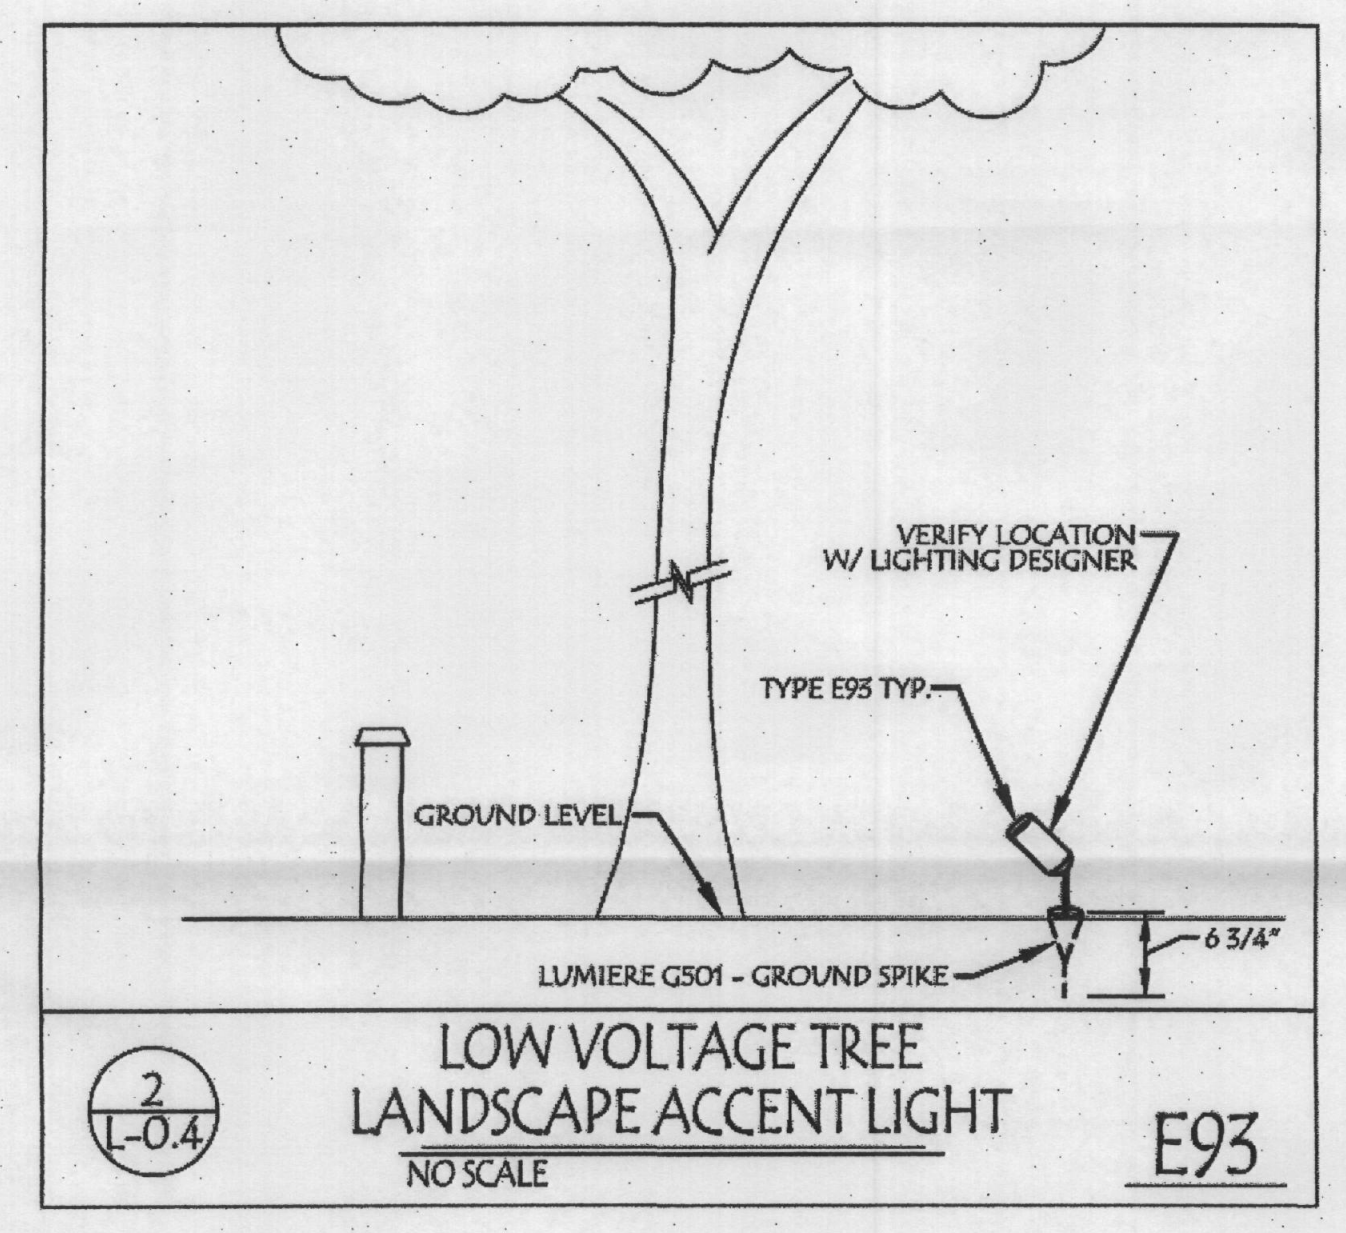 VERIFY LOCATION
W/ LIGHTING DESIGNER
TYPE E93 TYP.
GROUND LEVEL
6 3/4"
LUMIERE G501 - GROUND SPIKE
LOW VOLTAGE TREE
LANDSCAPE ACCENT LIGHT
NO SCALE
2
L-0.4
E93